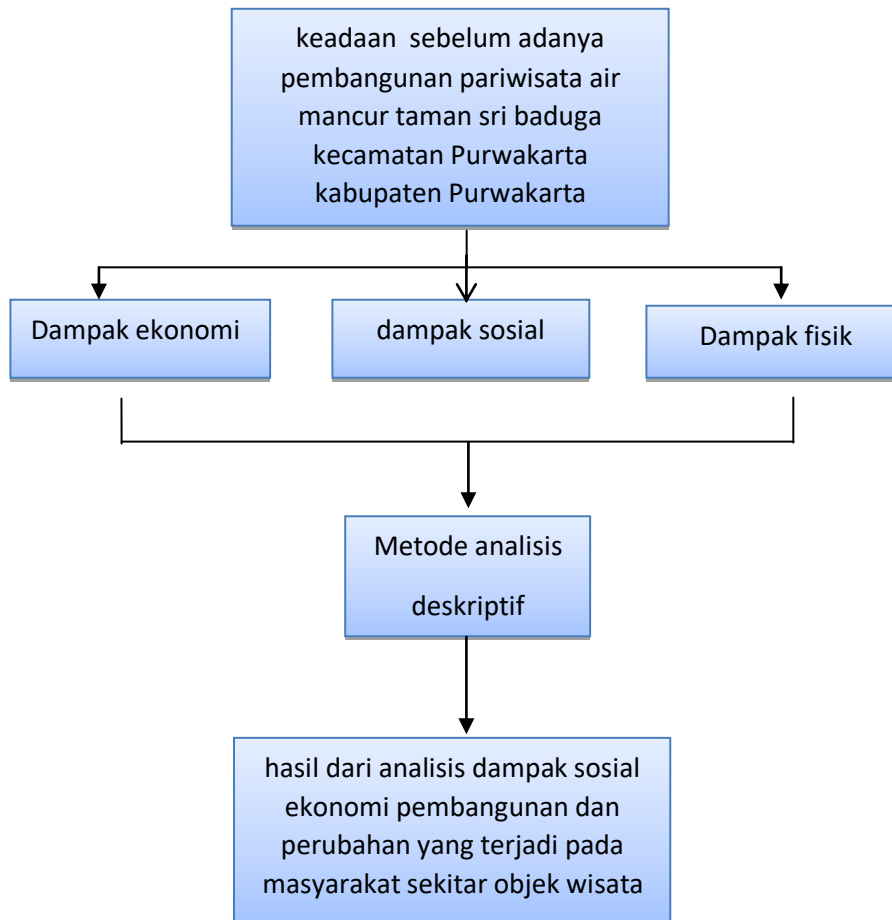 keadaan sebelum adanya
pembangunan pariwisata air
mancur taman sri baduga
kecamatan Purwakarta
kabupaten Purwakarta
Dampak ekonomi
dampak sosial
Dampak fisik
Metode analisis
deskriptif
hasil dari analisis dampak sosial
ekonomi pembangunan dan
perubahan yang terjadi pada
masyarakat sekitar objek wisata